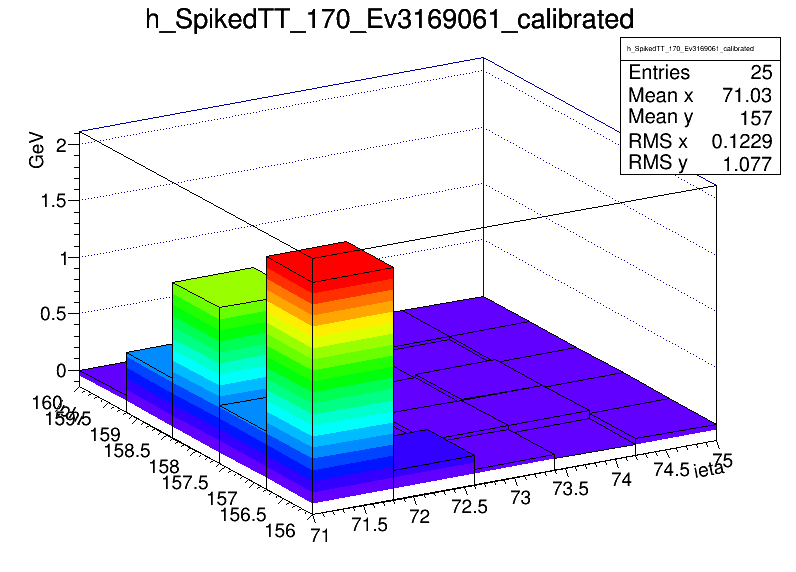 h_SpikedTT_170_Ev3169061_calibrated
h_SpikedTT_170_Ev3169061_calibrated
Entries 25
Mean x 71.03
Mean y 157
RMS x 0.1229
RMS y 1.077
GeV
2
1.5
1
0.5
0
160
159.5
159
158.5
158
157.5
157
156.5
156
71
71.5
72
72.5
73
73.5
74
74.5
75
ieta